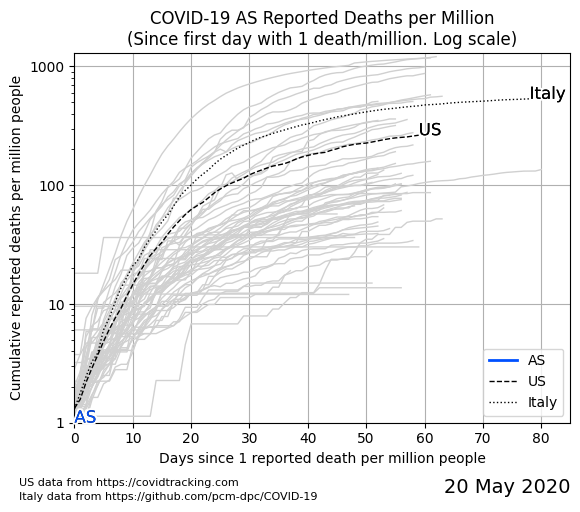 COVID-19 AS Reported Deaths per Million
(Since first day with 1 death/million. Log scale)
Cumulative reported deaths per million people
1000
100
10
1
Italy
US
AS
AS
US
Italy
0
10
20
30
40
50
60
70
80
Days since 1 reported death per million people
US data from https://covidtracking.com
Italy data from https://github.com/pcm-dpc/COVID-19
20 May 2020